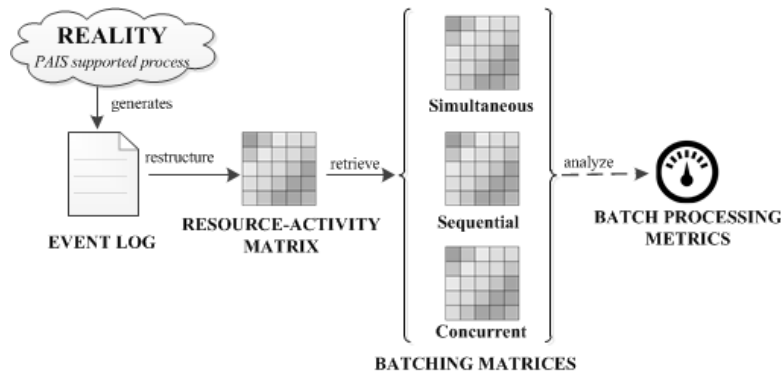 REALITY
PAIS supported process
generates
EVENT LOG
restructure
RESOURCE-ACTIVITY
MATRIX
retrieve
Simultaneous
Sequential
Concurrent
BATCHING MATRICES
analyze
BATCH PROCESSING
METRICS